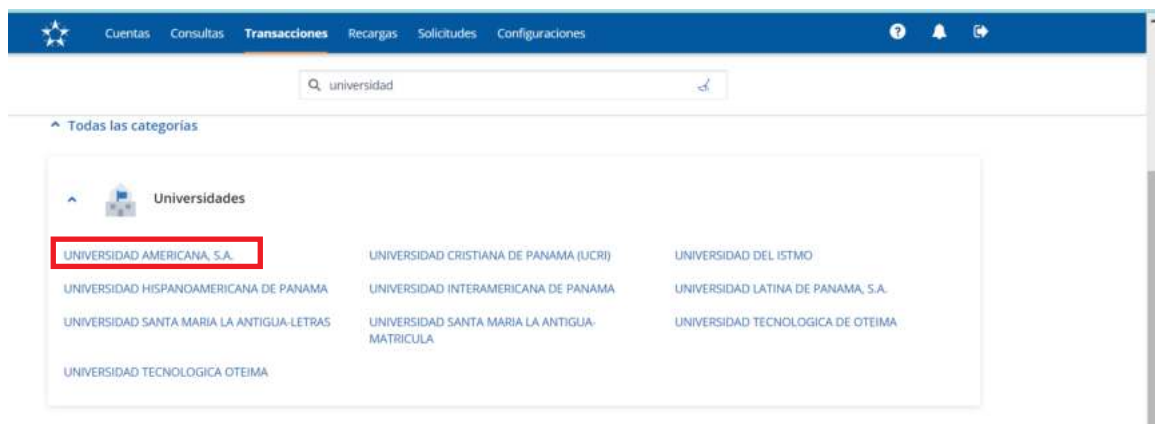 Cuentas Consultas Transacciones Recargas Solicitudes Configuraciones
universidad
Todas las categorías
Universidades
UNIVERSIDAD AMERICANA, S.A. UNIVERSIDAD CRISTIANA DE PANAMA (UCRI) UNIVERSIDAD DEL ISTMO
UNIVERSIDAD HISPANOAMERICANA DE PANAMA UNIVERSIDAD INTERAMERICANA DE PANAMA UNIVERSIDAD LATINA DE PANAMA, S.A.
UNIVERSIDAD SANTA MARIA LA ANTIGUA-LETRAS UNIVERSIDAD SANTA MARIA LA ANTIGUA- UNIVERSIDAD TECNOLOGICA DE OTEIMA
MATRICULA
UNIVERSIDAD TECNOLOGICA OTEIMA